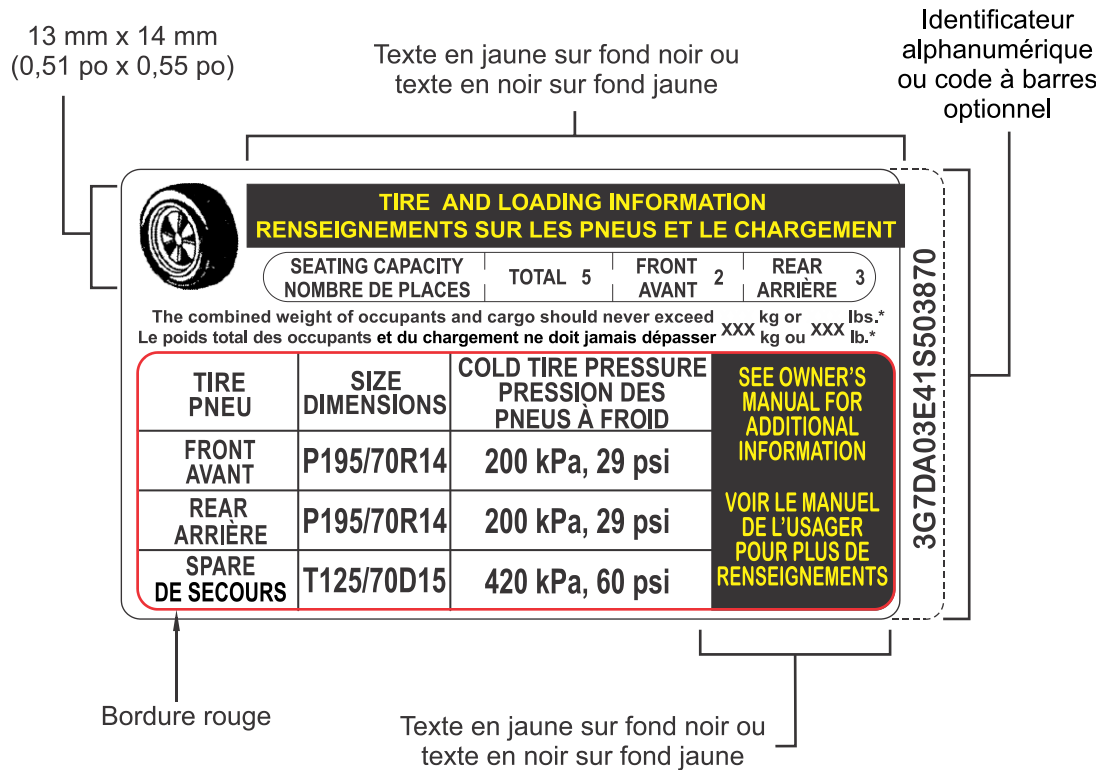 13 mm x 14 mm
(0,51 po x 0,55 po)
Texte en jaune sur fond noir ou
texte en noir sur fond jaune
Identificateur
alphanumérique
ou code à barres
optionnel
TIRE AND LOADING INFORMATION
RENSEIGNEMENTS SUR LES PNEUS ET LE CHARGEMENT
SEATING CAPACITY
NOMBRE DE PLACES
TOTAL 5
FRONT
AVANT
2
REAR
ARRIÈRE
3
The combined weight of occupants and cargo should never exceed
Le poids total des occupants et du chargement ne doit jamais dépasser
XXX
kg or
kg ou
XXX
lbs.*
lb.*
TIRE
PNEU
SIZE
DIMENSIONS
COLD TIRE PRESSURE
PRESSION DES
PNEUS À FROID
FRONT
AVANT
P195/70R14
200 kPa, 29 psi
REAR
ARRIÈRE
P195/70R14
200 kPa, 29 psi
SPARE
DE SECOURS
T125/70D15
420 kPa, 60 psi
SEE OWNER'S
MANUAL FOR
ADDITIONAL
INFORMATION
VOIR LE MANUEL
DE L'USAGER
POUR PLUS DE
RENSEIGNEMENTS
3G7DA03E41S503870
Bordure rouge
Texte en jaune sur fond noir ou
texte en noir sur fond jaune